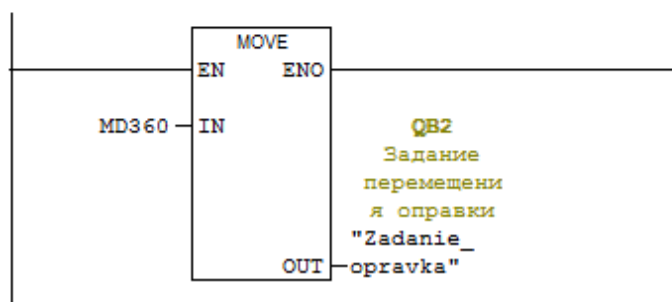 MOVE
EN ENO
MD360 IN
QB2
Задание
перемещени
я оправки
"Zadanie_
OUT opravka"